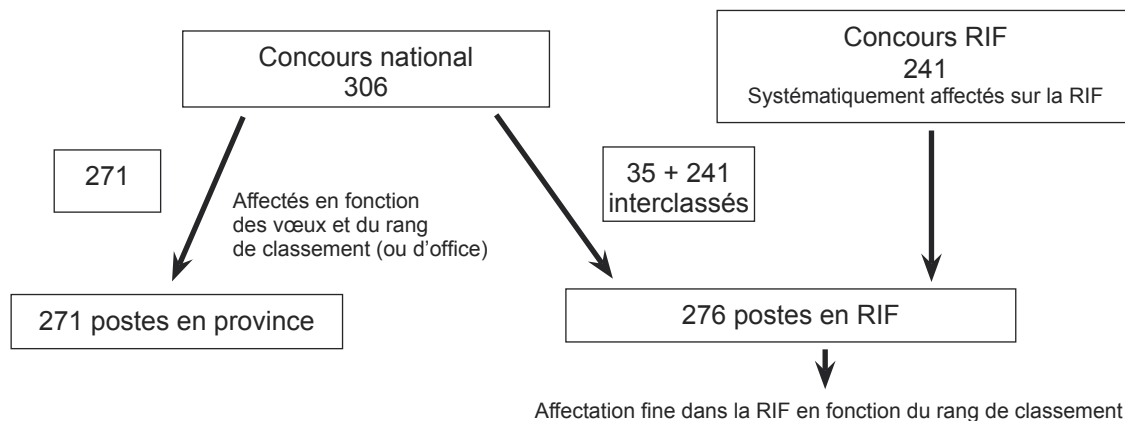 Concours national
306
Concours RIF
241
Systématiquement affectés sur la RIF
271
Affectés en fonction
des vœux et du rang
de classement (ou d’office)
35 + 241
interclassés
271 postes en province
276 postes en RIF
Affectation fine dans la RIF en fonction du rang de classement